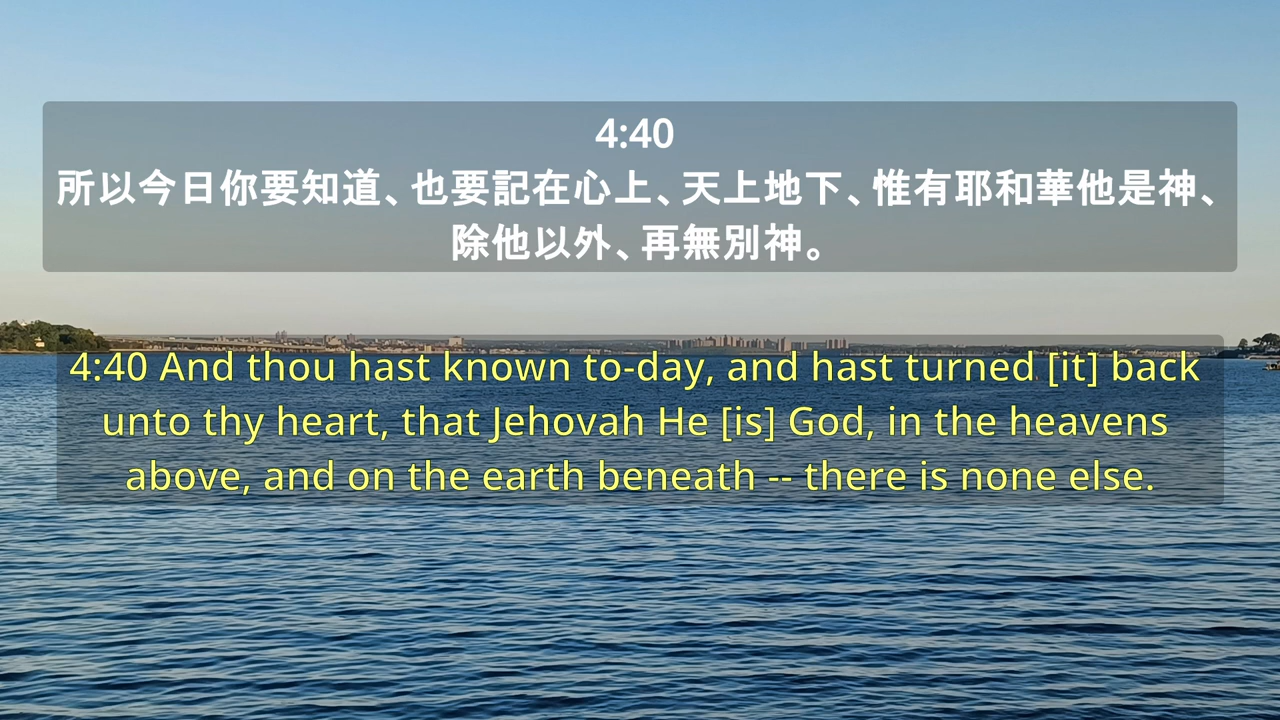 4:40
所以今日你要知道、也要記在心上、天上地下、惟有耶和華他是神、
除他以外、再無別神。
4:40 And thou hast known to-day, and hast turned [it] back
unto thy heart, that Jehovah He [is] God, in the heavens
above, and on the earth beneath -- there is none else.